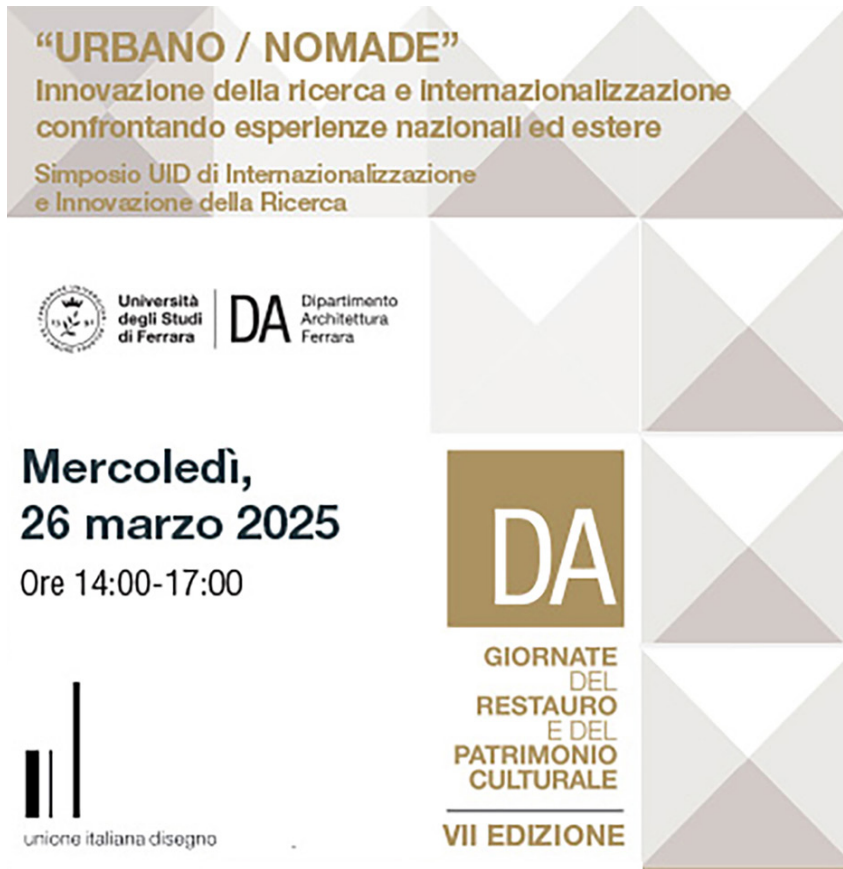 “URBANO / NOMADE”
Innovazione della ricerca e internazionalizzazione
confrontando esperienze nazionali ed estere
Simposio UID di Internazionalizzazione
e Innovazione della Ricerca
Università
degli Studi
di Ferrara
DA
Dipartimento
Architettura
Ferrara
Mercoledì,
26 marzo 2025
Ore 14:00-17:00
DA
GIORNATE
DEL
RESTAURO
E DEL
PATRIMONIO
CULTURALE
VII EDIZIONE
unione italiana disegno